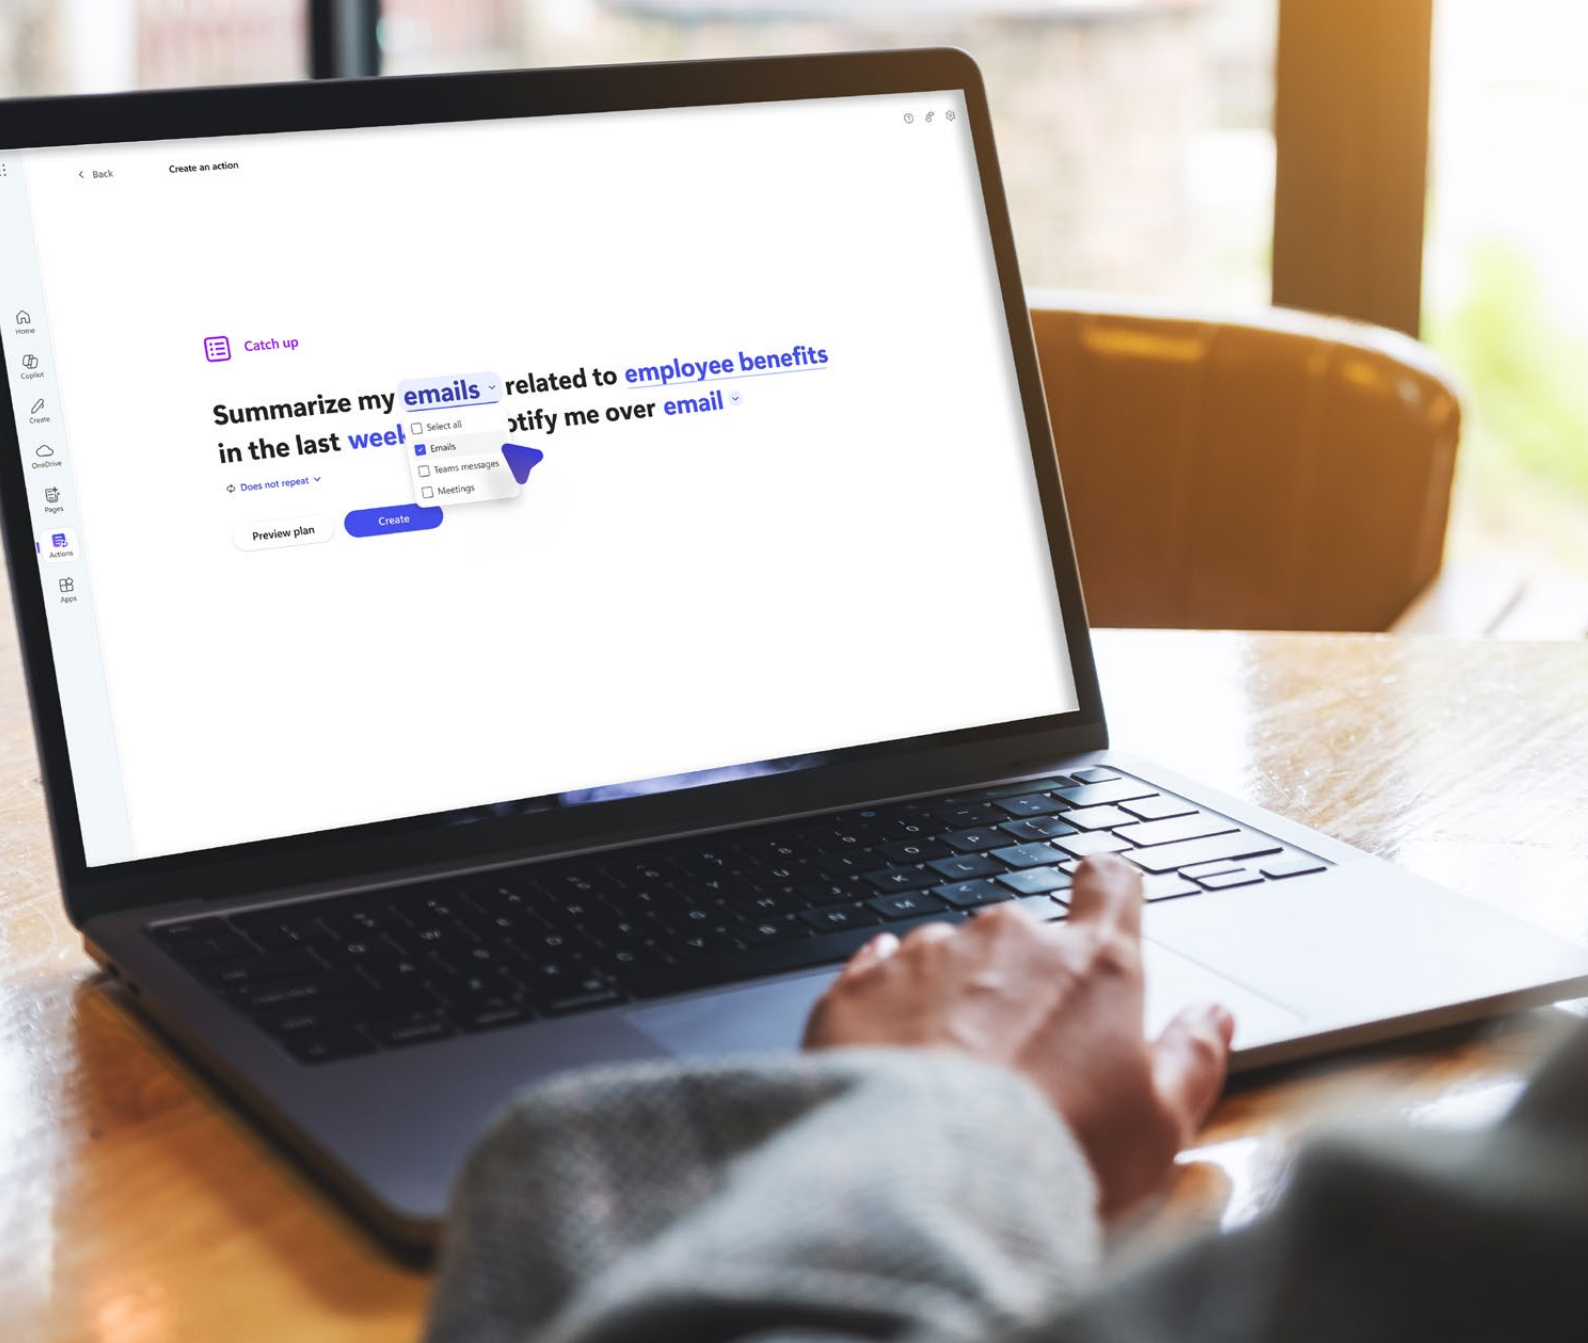 Back
Create an action
Home
Copilot
Create
OneDrive
Pages
Actions
Apps
Catch up
Summarize my emails related to employee benefits
in the last week otify me over email
Select all
Emails
Teams messages
Meetings
Does not repeat
Preview plan
Create